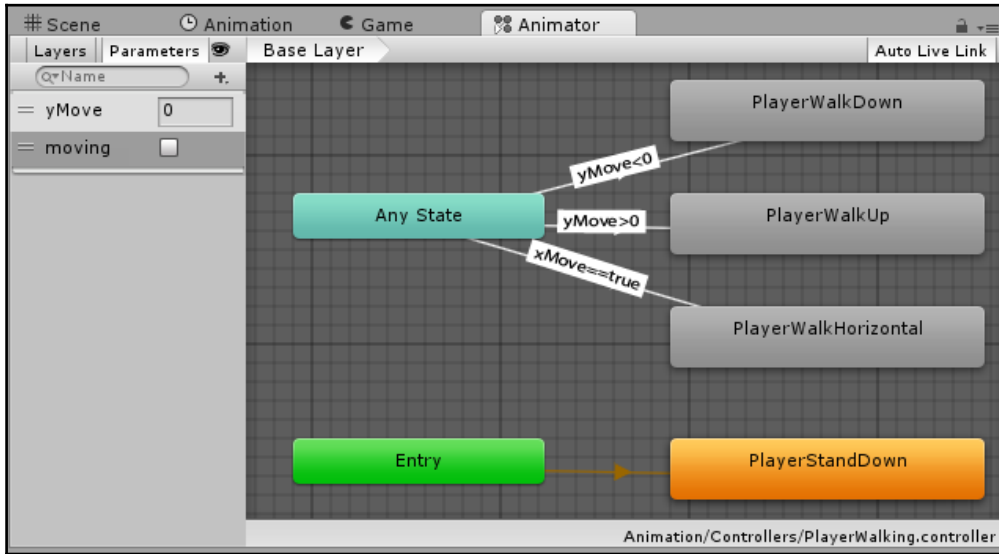 Scene Animation Game Animator
Layers Parameters Base Layer Auto Live Link
Name
yMove 0
moving
PlayerWalkDown
yMove<0
Any State yMove>0 PlayerWalkUp
xMove==true
PlayerWalkHorizontal
Entry PlayerStandDown
Animation/Controllers/PlayerWalking.controller